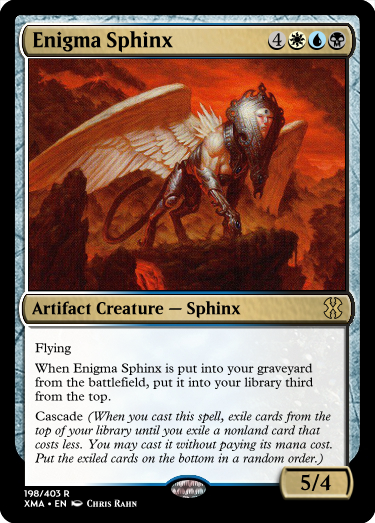 Enigma Sphinx 4
Artifact Creature — Sphinx
Flying
When Enigma Sphinx is put into your graveyard
from the battlefield, put it into your library third
from the top.
Cascade (When you cast this spell, exile cards from the
top of your library until you exile a nonland card that
costs less. You may cast it without paying its mana cost.
Put the exiled cards on the bottom in a random order.)
5/4
198/403 R
XMA • EN Chris Rahn